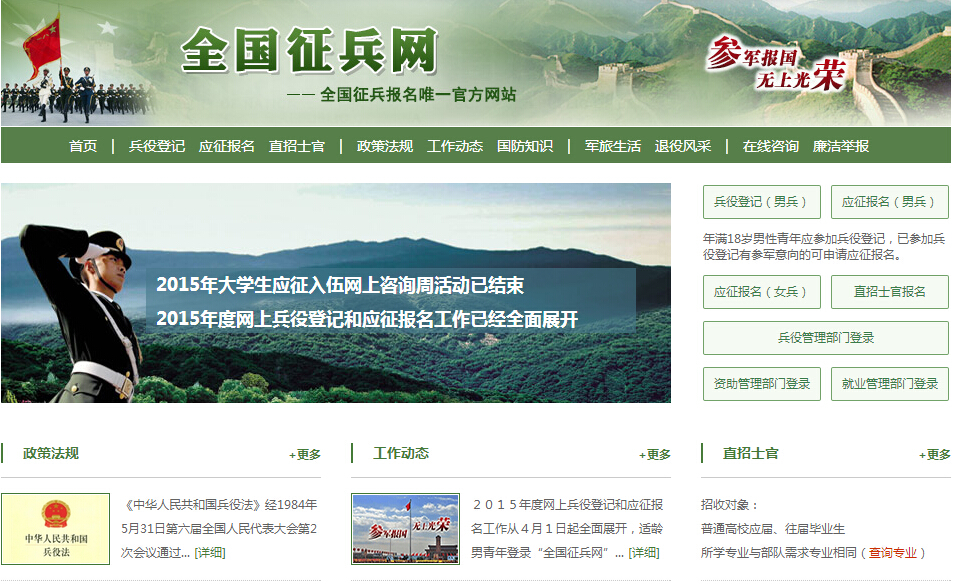 全国征兵网
—— 全国征兵报名唯一官方网站
参军报国
无上光荣
首页 | 兵役登记 应征报名 直招士官 | 政策法规 工作动态 国防知识 | 军旅生活 退役风采 | 在线咨询 廉洁举报
2015年大学生应征入伍网上咨询周活动已结束
2015年度网上兵役登记和应征报名工作已经全面展开
兵役登记（男兵） 应征报名（男兵）
年满18岁男性青年应参加兵役登记，已参加兵
役登记有参军意向的可申请应征报名。
应征报名（女兵） 直招士官报名
兵役管理部门登录
资助管理部门登录 就业管理部门登录
政策法规 +更多
中华人民共和国
兵役法
《中华人民共和国兵役法》经1984年
5月31日第六届全国人民代表大会第2
次会议通过... [详细]
工作动态 +更多
参军报国 无上光荣
２０１５年度网上兵役登记和应征报
名工作从４月１日起全面展开，适龄
男青年登录“全国征兵网”... [详细]
直招士官 +更多
招收对象：
普通高校应届、往届毕业生
所学专业与部队需求专业相同（查询专业）